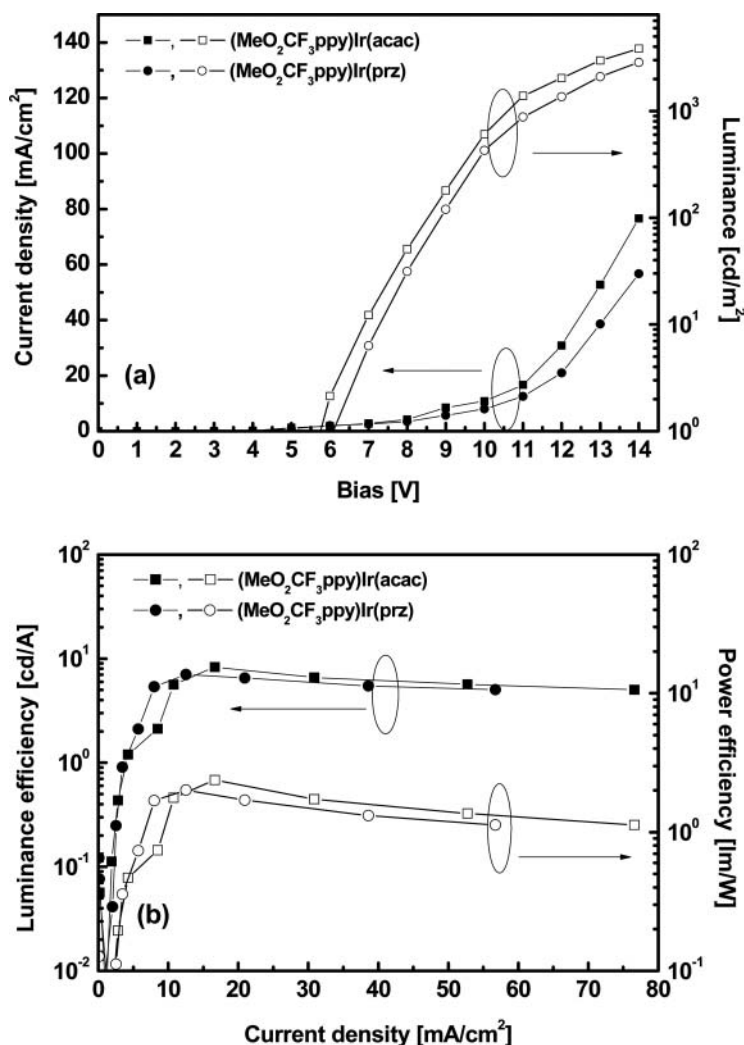 ■, □ (MeO₂CF₃ppy)Ir(acac)
●, ○ (MeO₂CF₃ppy)Ir(prz)
Current density [mA/cm²]
140
120
100
80
60
40
20
0
Luminance [cd/m²]
10³
10²
10¹
10⁰
(a)
0 1 2 3 4 5 6 7 8 9 10 11 12 13 14
Bias [V]
■, □ (MeO₂CF₃ppy)Ir(acac)
●, ○ (MeO₂CF₃ppy)Ir(prz)
Luminance efficiency [cd/A]
10²
10¹
10⁰
10⁻¹
10⁻²
Power efficiency [lm/W]
10²
10¹
10⁰
10⁻¹
(b)
0 10 20 30 40 50 60 70 80
Current density [mA/cm²]